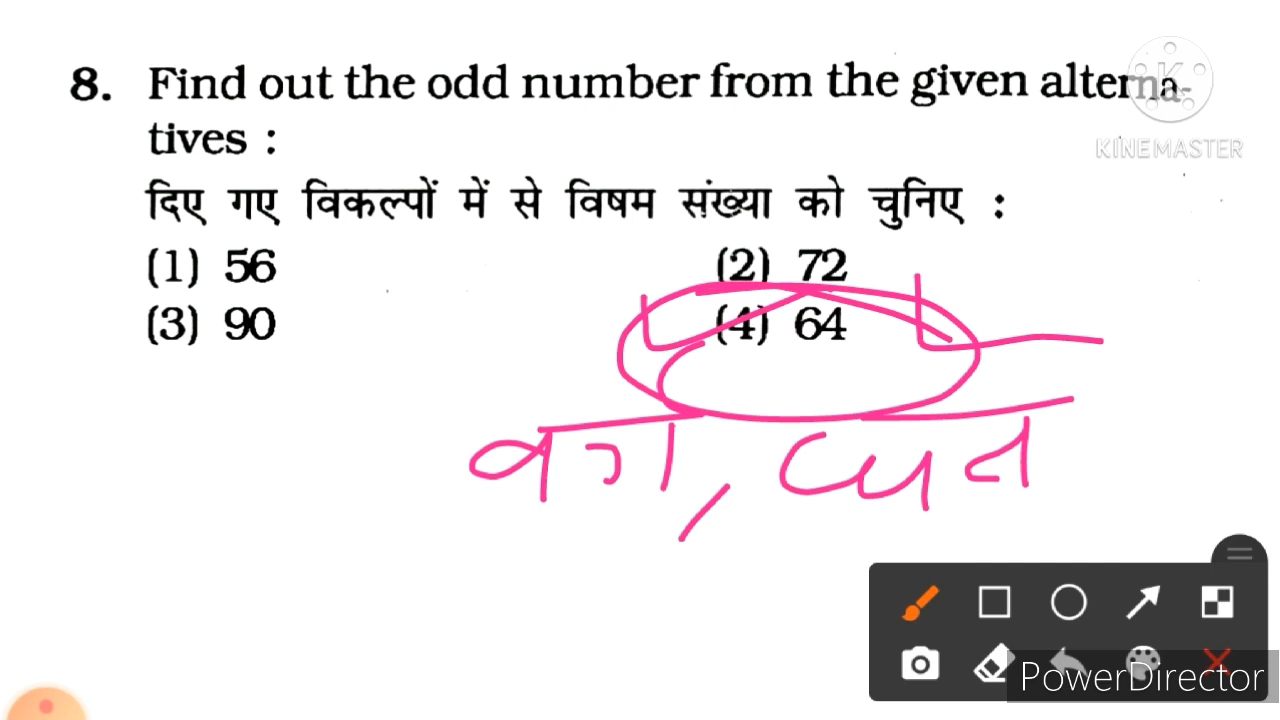 8. Find out the odd number from the given alterna-
tives :
दिए गए विकल्पों में से विषम संख्या को चुनिए :
(1) 56 (2) 72
(3) 90 (4) 64
वर्ग, घन
KINEMASTER
PowerDirector